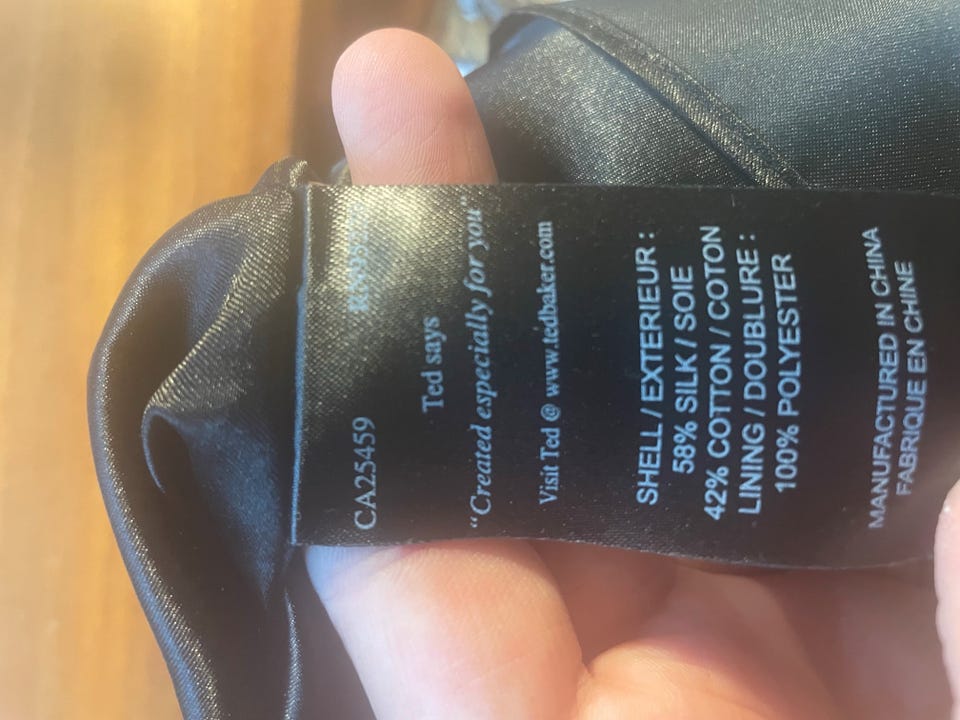 CA25459
Ted says
"Created especially for you"
Visit Ted @ www.tedbaker.com
SHELL / EXTERIEUR :
58% SILK / SOIE
42% COTTON / COTON
LINING / DOUBLURE :
100% POLYESTER
MANUFACTURED IN CHINA
FABRIQUE EN CHINE